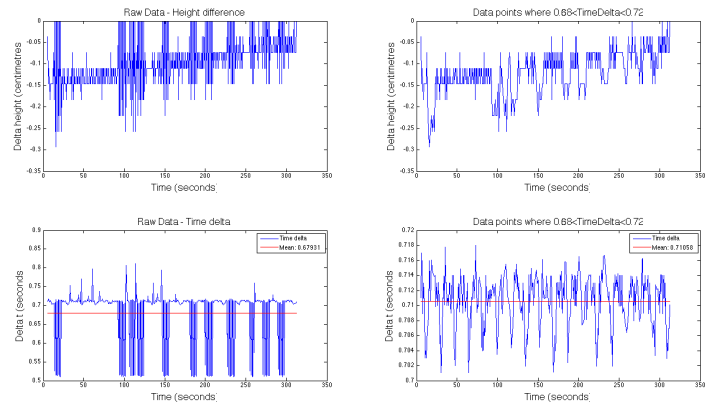 Raw Data - Height difference
0
-0.05
-0.1
-0.15
-0.2
-0.25
-0.3
-0.35
0 50 100 150 200 250 300 350
Delta height (centimetres)
Time (seconds)
Data points where 0.68<TimeDelta<0.72
0
-0.05
-0.1
-0.15
-0.2
-0.25
-0.3
-0.35
0 50 100 150 200 250 300 350
Delta height (centimetres)
Time (seconds)
Raw Data - Time delta
0.9
0.85
0.8
0.75
0.7
0.65
0.6
0.55
0.5
0 50 100 150 200 250 300 350
Delta t (seconds)
Time (seconds)
Time delta
Mean: 0.67931
Data points where 0.68<TimeDelta<0.72
0.72
0.718
0.716
0.714
0.712
0.71
0.708
0.706
0.704
0.702
0.7
0 50 100 150 200 250 300 350
Delta t (seconds)
Time (seconds)
Time delta
Mean: 0.71058